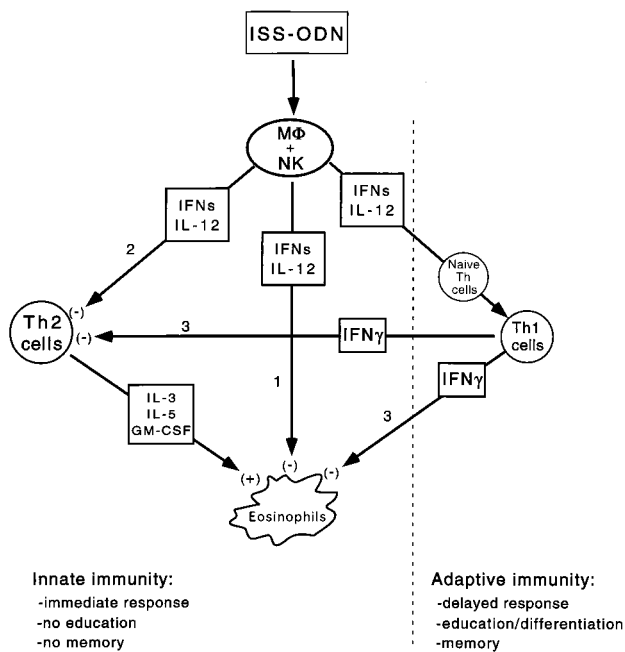 ISS-ODN
MΦ
+
NK
IFNs
IL-12
IFNs
IL-12
IFNs
IL-12
2
Naive
Th
cells
(-)
Th2
cells
(-)
3
IFNγ
Th1
cells
1
IFNγ
3
IL-3
IL-5
GM-CSF
(+)
(-)
(-)
Eosinophils
Innate immunity:
-immediate response
-no education
-no memory
Adaptive immunity:
-delayed response
-education/differentiation
-memory